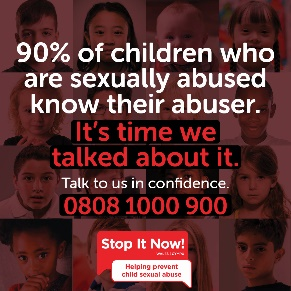 90% of children who
are sexually abused
know their abuser.
It's time we
talked about it.
Talk to us in confidence.
0808 1000 900
Stop It Now!
Helping prevent
child sexual abuse